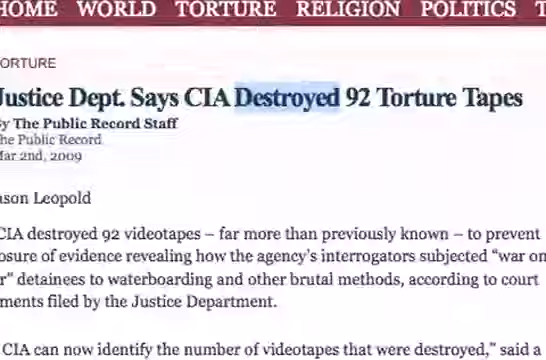 HOME WORLD TORTURE RELIGION POLITICS T
ORTURE
Justice Dept. Says CIA Destroyed 92 Torture Tapes
By The Public Record Staff
he Public Record
Mar 2nd, 2009
ason Leopold
CIA destroyed 92 videotapes – far more than previously known – to prevent
osure of evidence revealing how the agency's interrogators subjected "war on
r" detainees to waterboarding and other brutal methods, according to court
ments filed by the Justice Department.
CIA can now identify the number of videotapes that were destroyed," said a